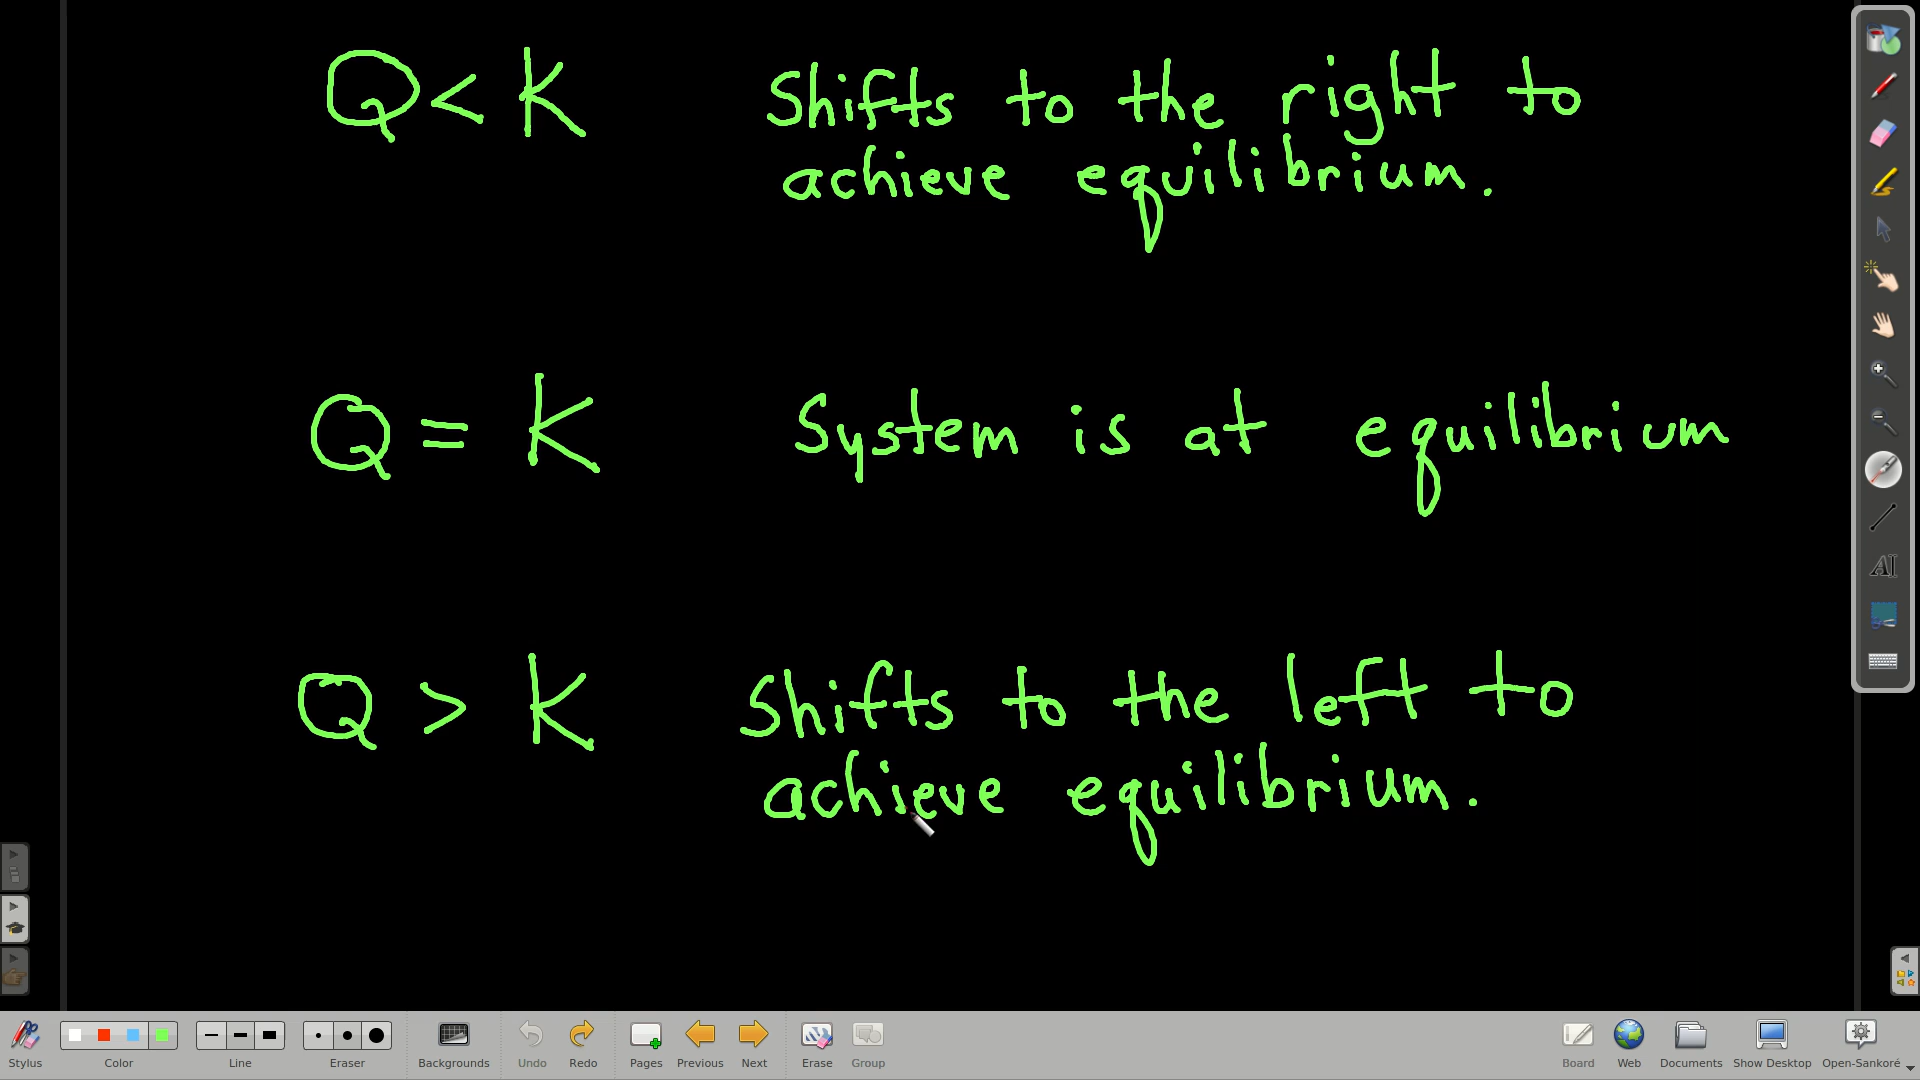 Q < K Shifts to the right to
achieve equilibrium.
Q = K System is at equilibrium
Q > K Shifts to the left to
achieve equilibrium.
AI
Stylus Color Line Eraser Backgrounds Undo Redo Pages Previous Next Erase Group Board Web Documents Show Desktop Open-Sankoré